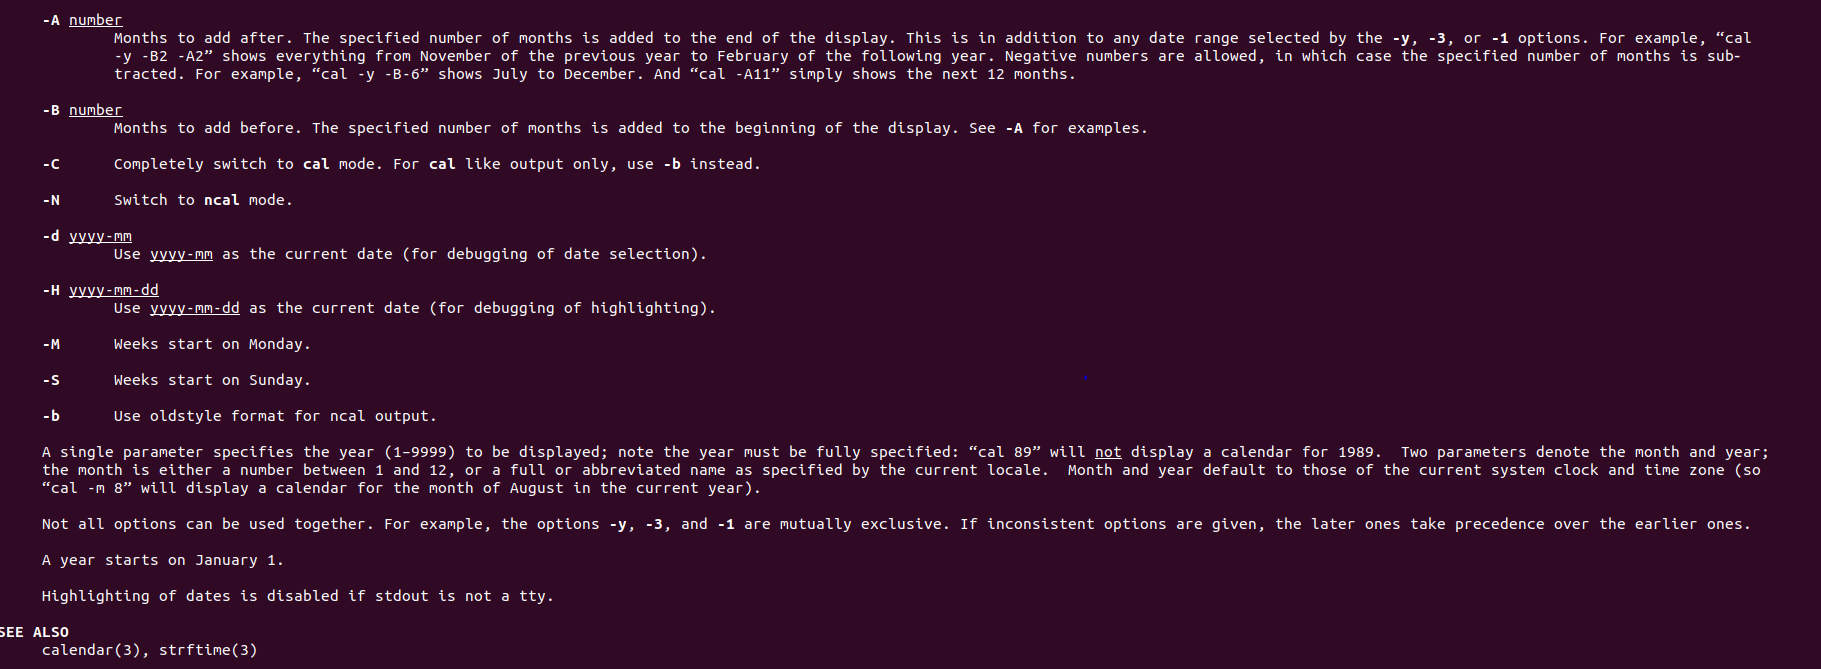 -A number
Months to add after. The specified number of months is added to the end of the display. This is in addition to any date range selected by the -y, -3, or -1 options. For example, “cal
-y -B2 -A2” shows everything from November of the previous year to February of the following year. Negative numbers are allowed, in which case the specified number of months is sub‐
tracted. For example, “cal -y -B-6” shows July to December. And “cal -A11” simply shows the next 12 months.
-B number
Months to add before. The specified number of months is added to the beginning of the display. See -A for examples.
-C Completely switch to cal mode. For cal like output only, use -b instead.
-N Switch to ncal mode.
-d yyyy-mm
Use yyyy-mm as the current date (for debugging of date selection).
-H yyyy-mm-dd
Use yyyy-mm-dd as the current date (for debugging of highlighting).
-M Weeks start on Monday.
-S Weeks start on Sunday.
-b Use oldstyle format for ncal output.
A single parameter specifies the year (1–9999) to be displayed; note the year must be fully specified: “cal 89” will not display a calendar for 1989. Two parameters denote the month and year;
the month is either a number between 1 and 12, or a full or abbreviated name as specified by the current locale. Month and year default to those of the current system clock and time zone (so
“cal -m 8” will display a calendar for the month of August in the current year).
Not all options can be used together. For example, the options -y, -3, and -1 are mutually exclusive. If inconsistent options are given, the later ones take precedence over the earlier ones.
A year starts on January 1.
Highlighting of dates is disabled if stdout is not a tty.
SEE ALSO
calendar(3), strftime(3)